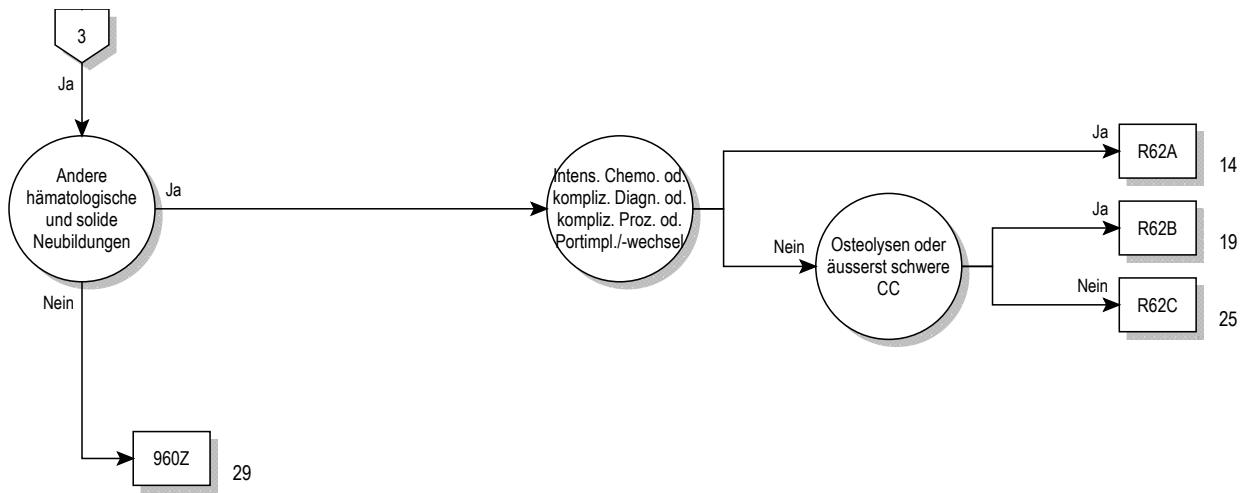 3
Ja
Andere
hämatologische
und solide
Neubildungen
Ja
Nein
Intens. Chemo. od.
kompliz. Diagn. od.
kompliz. Proz. od.
Portimpl./-wechsel
Ja
R62A
14
Nein
Osteolysen oder
äusserst schwere
CC
Ja
R62B
19
Nein
R62C
25
960Z
29